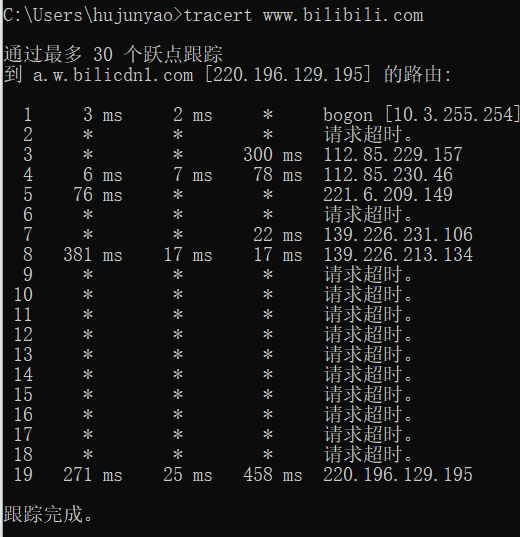 C:\Users\hujunyao>tracert www.bilibili.com
通过最多 30 个跃点跟踪
到 a.w.bilicdn1.com [220.196.129.195] 的路由:
1 3 ms 2 ms * bogon [10.3.255.254]
2 * * * 请求超时。
3 * * 300 ms 112.85.229.157
4 6 ms 7 ms 78 ms 112.85.230.46
5 76 ms * * 221.6.209.149
6 * * * 请求超时。
7 * * 22 ms 139.226.231.106
8 381 ms 17 ms 17 ms 139.226.213.134
9 * * * 请求超时。
10 * * * 请求超时。
11 * * * 请求超时。
12 * * * 请求超时。
13 * * * 请求超时。
14 * * * 请求超时。
15 * * * 请求超时。
16 * * * 请求超时。
17 * * * 请求超时。
18 * * * 请求超时。
19 271 ms 25 ms 458 ms 220.196.129.195
跟踪完成。